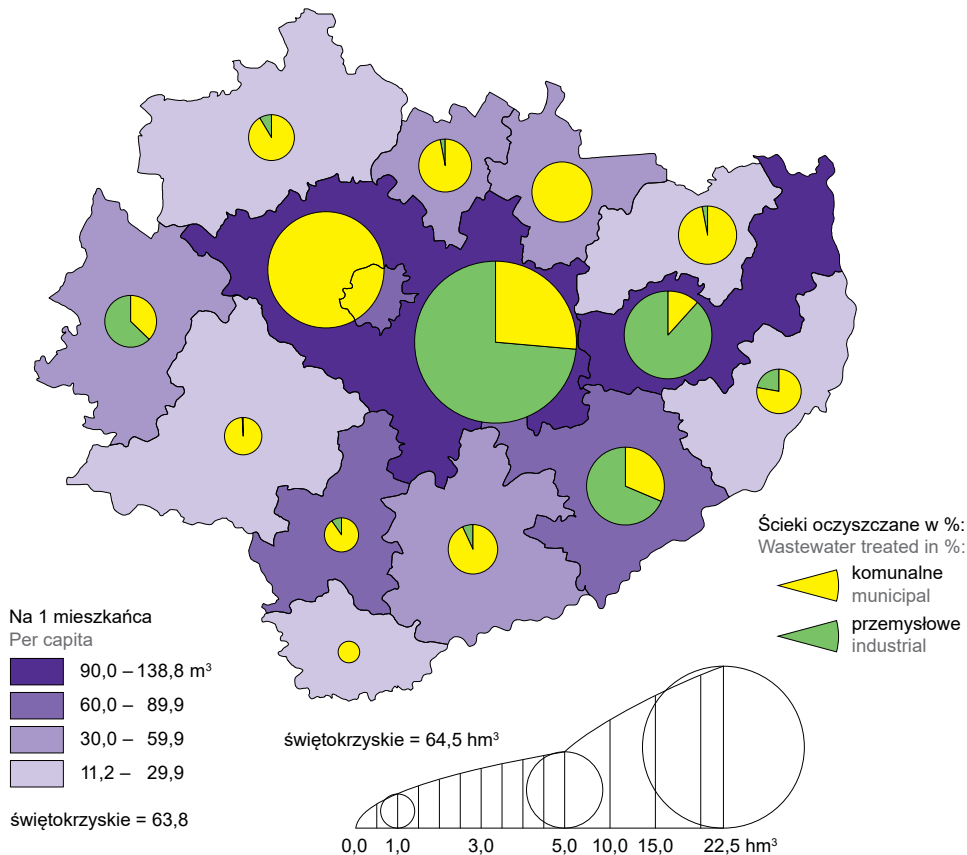 Ścieki oczyszczane w %:
Wastewater treated in %:
komunalne
municipal
przemysłowe
industrial
Na 1 mieszkańca
Per capita
90,0 – 138,8 m³
60,0 – 89,9
30,0 – 59,9
11,2 – 29,9
świętokrzyskie = 63,8
świętokrzyskie = 64,5 hm³
0,0 1,0 3,0 5,0 10,0 15,0 22,5 hm³